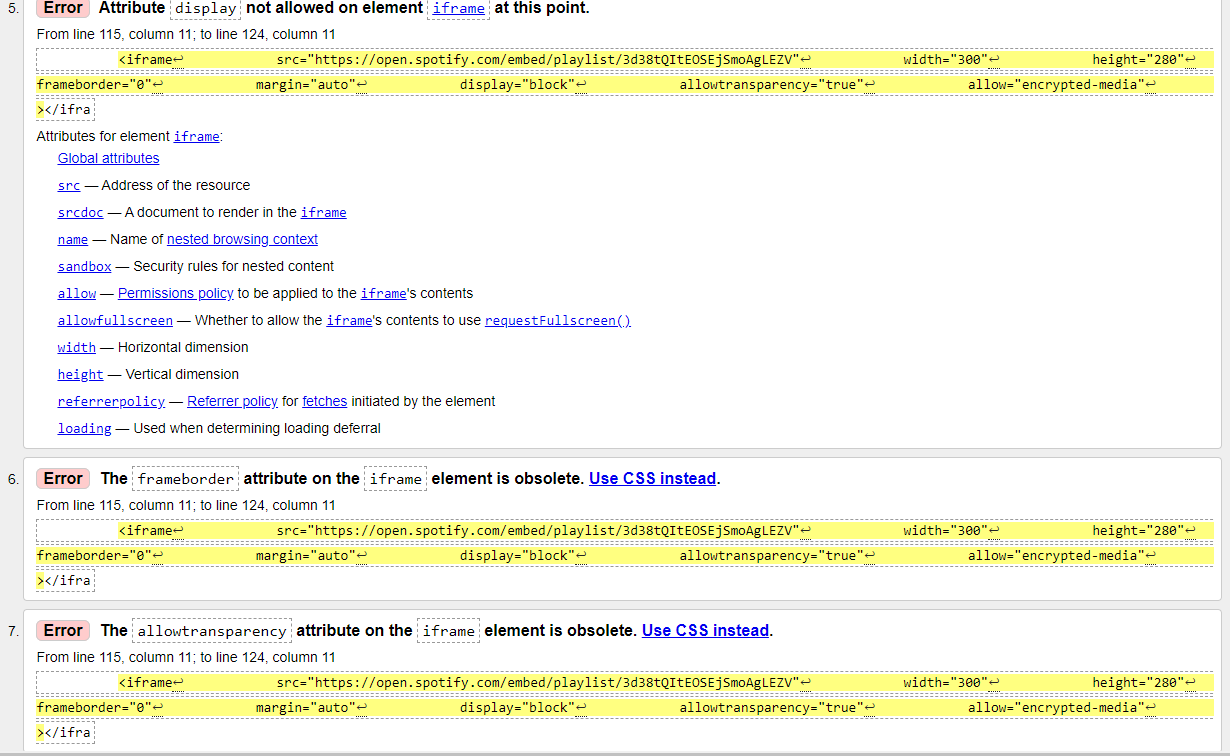 5. Error Attribute display not allowed on element iframe at this point.
From line 115, column 11; to line 124, column 11
<iframe↩ src="https://open.spotify.com/embed/playlist/3d38tQItEOSEjSmoAgLEZV"↩ width="300"↩ height="280"↩
frameborder="0"↩ margin="auto"↩ display="block"↩ allowtransparency="true"↩ allow="encrypted-media"↩
></ifra
Attributes for element iframe:
Global attributes
src — Address of the resource
srcdoc — A document to render in the iframe
name — Name of nested browsing context
sandbox — Security rules for nested content
allow — Permissions policy to be applied to the iframe's contents
allowfullscreen — Whether to allow the iframe's contents to use requestFullscreen()
width — Horizontal dimension
height — Vertical dimension
referrerpolicy — Referrer policy for fetches initiated by the element
loading — Used when determining loading deferral
6. Error The frameborder attribute on the iframe element is obsolete. Use CSS instead.
From line 115, column 11; to line 124, column 11
<iframe↩ src="https://open.spotify.com/embed/playlist/3d38tQItEOSEjSmoAgLEZV"↩ width="300"↩ height="280"↩
frameborder="0"↩ margin="auto"↩ display="block"↩ allowtransparency="true"↩ allow="encrypted-media"↩
></ifra
7. Error The allowtransparency attribute on the iframe element is obsolete. Use CSS instead.
From line 115, column 11; to line 124, column 11
<iframe↩ src="https://open.spotify.com/embed/playlist/3d38tQItEOSEjSmoAgLEZV"↩ width="300"↩ height="280"↩
frameborder="0"↩ margin="auto"↩ display="block"↩ allowtransparency="true"↩ allow="encrypted-media"↩
></ifra